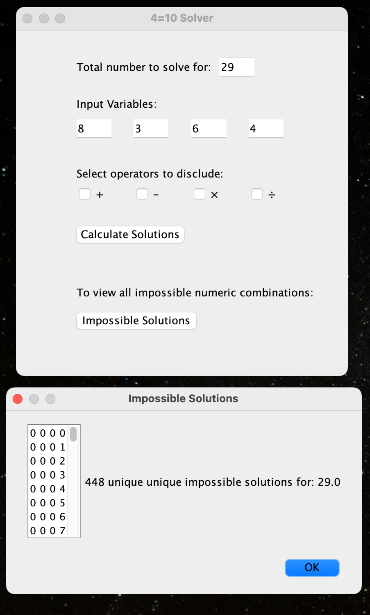 4=10 Solver
Total number to solve for: 29
Input Variables:
8 3 6 4
Select operators to disclude:
+ - × ÷
Calculate Solutions
To view all impossible numeric combinations:
Impossible Solutions
Impossible Solutions
0 0 0 0
0 0 0 1
0 0 0 2
0 0 0 3
0 0 0 4
0 0 0 5
0 0 0 6
0 0 0 7
448 unique unique impossible solutions for: 29.0
OK